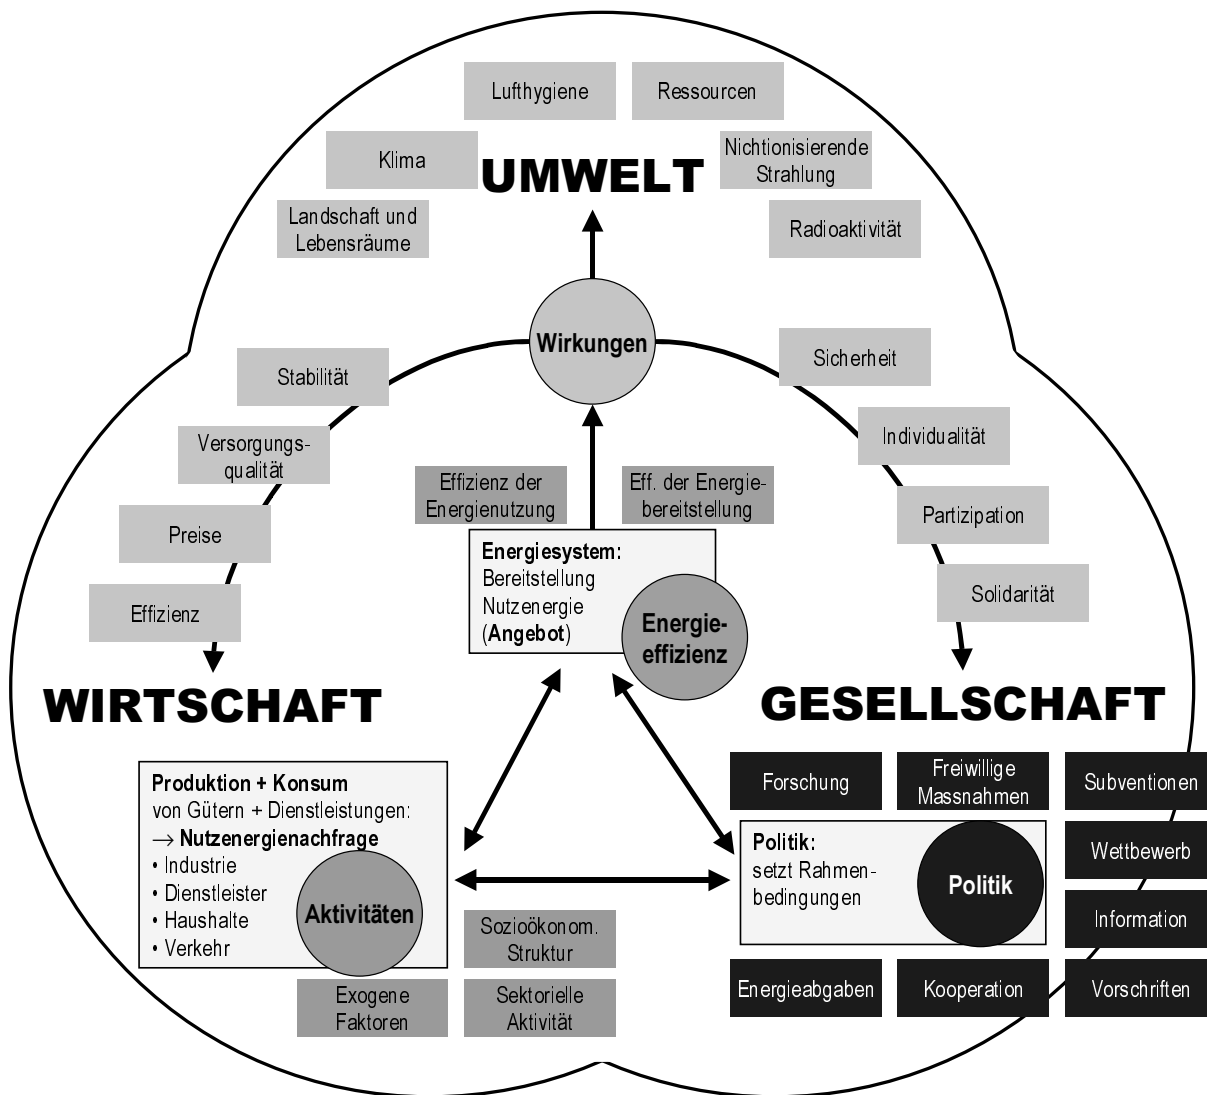 Lufthygiene
Ressourcen
Klima
UMWELT
Nichtionisierende
Strahlung
Landschaft und
Lebensräume
Radioaktivität
Wirkungen
Stabilität
Sicherheit
Versorgungs-
qualität
Individualität
Effizienz der
Energienutzung
Eff. der Energie-
bereitstellung
Preise
Partizipation
Effizienz
Solidarität
Energiesystem:
Bereitstellung
Nutzenergie
(Angebot)
Energie-
effizienz
WIRTSCHAFT
GESELLSCHAFT
Produktion + Konsum
von Gütern + Dienstleistungen:
→ Nutzenergienachfrage
• Industrie
• Dienstleister
• Haushalte
• Verkehr
Aktivitäten
Sozioökonom.
Struktur
Exogene
Faktoren
Sektorielle
Aktivität
Forschung
Freiwillige
Massnahmen
Subventionen
Politik:
setzt Rahmen-
bedingungen
Politik
Wettbewerb
Information
Energieabgaben
Kooperation
Vorschriften